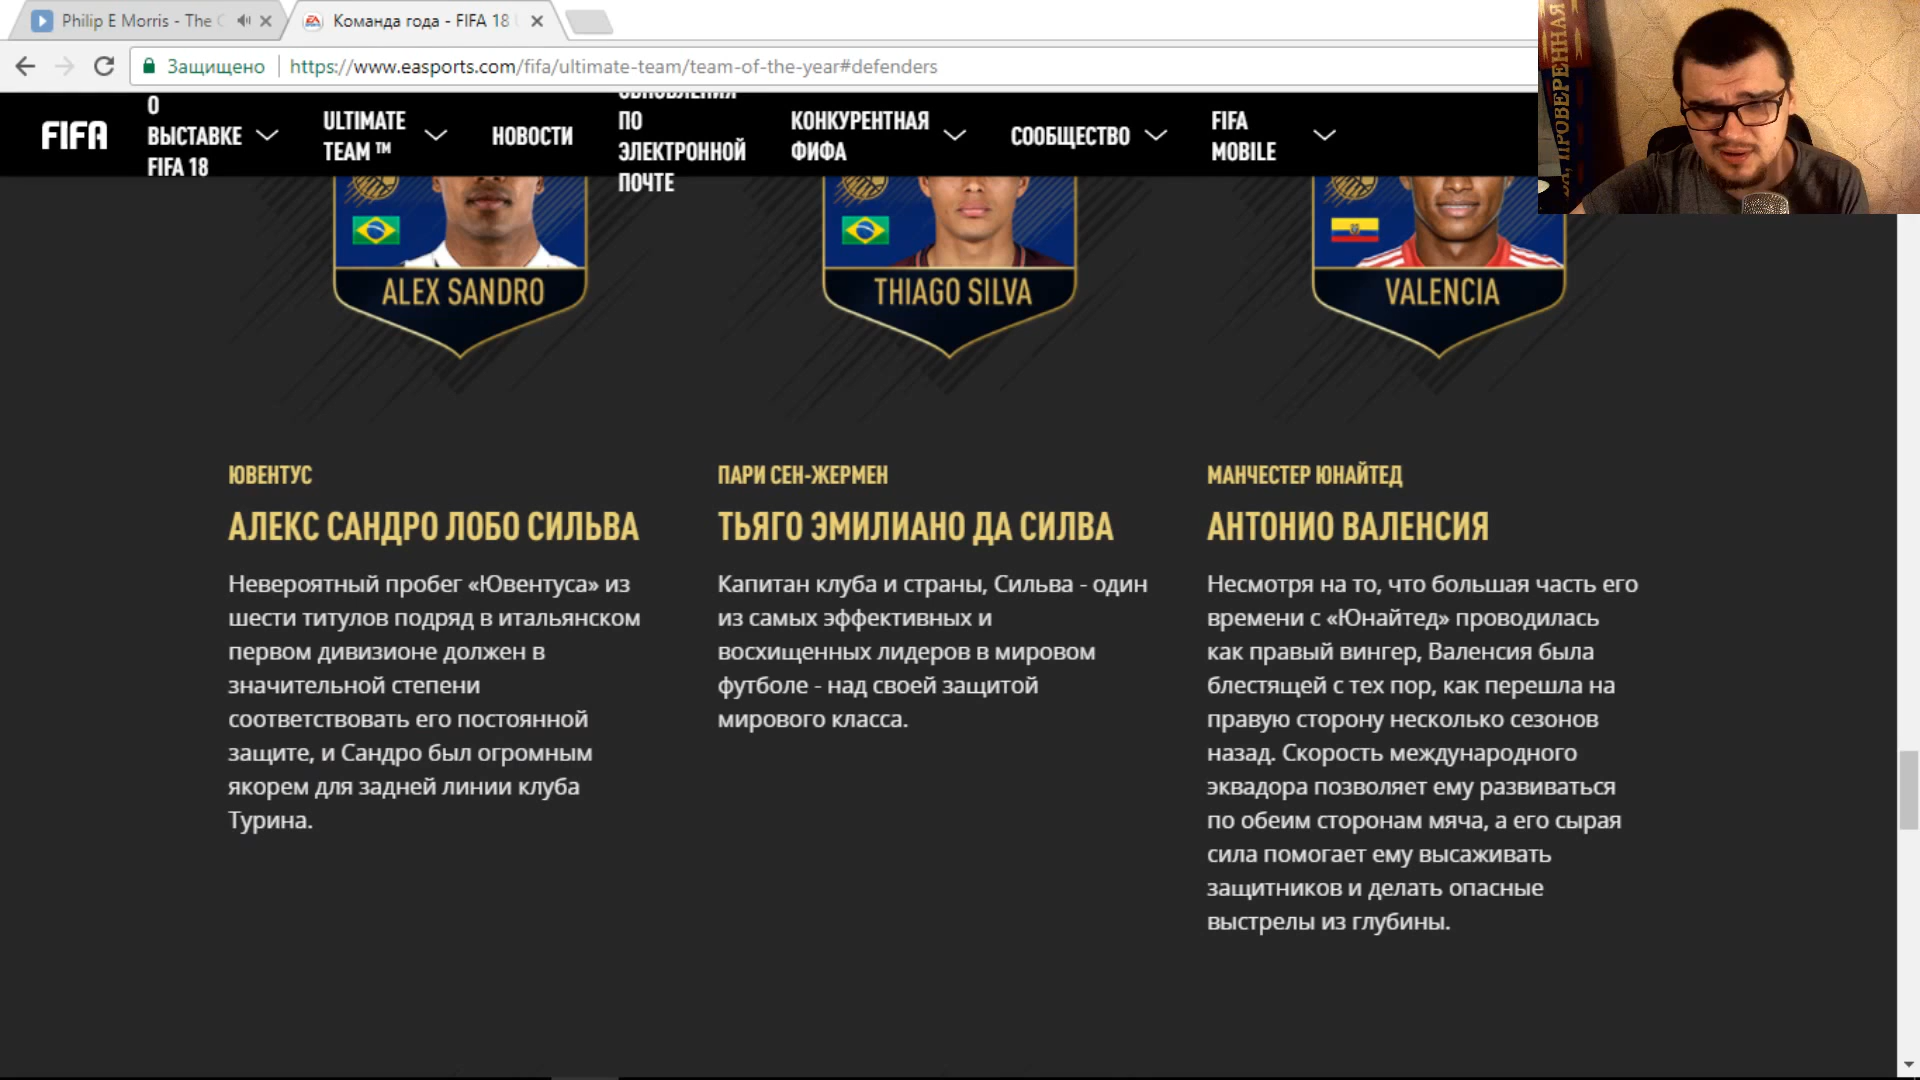 Philip E Morris - The
Команда года - FIFA 18
Защищено
https://www.easports.com/fifa/ultimate-team/team-of-the-year#defenders
FIFA
О
ВЫСТАВКЕ
FIFA 18
ULTIMATE
TEAM ™
НОВОСТИ
ОБНОВЛЕНИЯ
ПО
ЭЛЕКТРОННОЙ
ПОЧТЕ
КОНКУРЕНТНАЯ
ФИФА
СООБЩЕСТВО
FIFA
MOBILE
ПРОВЕРЕННАЯ
ALEX SANDRO
THIAGO SILVA
VALENCIA
ЮВЕНТУС
АЛЕКС САНДРО ЛОБО СИЛЬВА
Невероятный пробег «Ювентуса» из
шести титулов подряд в итальянском
первом дивизионе должен в
значительной степени
соответствовать его постоянной
защите, и Сандро был огромным
якорем для задней линии клуба
Турина.
ПАРИ СЕН-ЖЕРМЕН
ТЬЯГО ЭМИЛИАНО ДА СИЛВА
Капитан клуба и страны, Сильва - один
из самых эффективных и
восхищенных лидеров в мировом
футболе - над своей защитой
мирового класса.
МАНЧЕСТЕР ЮНАЙТЕД
АНТОНИО ВАЛЕНСИЯ
Несмотря на то, что большая часть его
времени с «Юнайтед» проводилась
как правый вингер, Валенсия была
блестящей с тех пор, как перешла на
правую сторону несколько сезонов
назад. Скорость международного
эквадора позволяет ему развиваться
по обеим сторонам мяча, а его сырая
сила помогает ему высаживать
защитников и делать опасные
выстрелы из глубины.